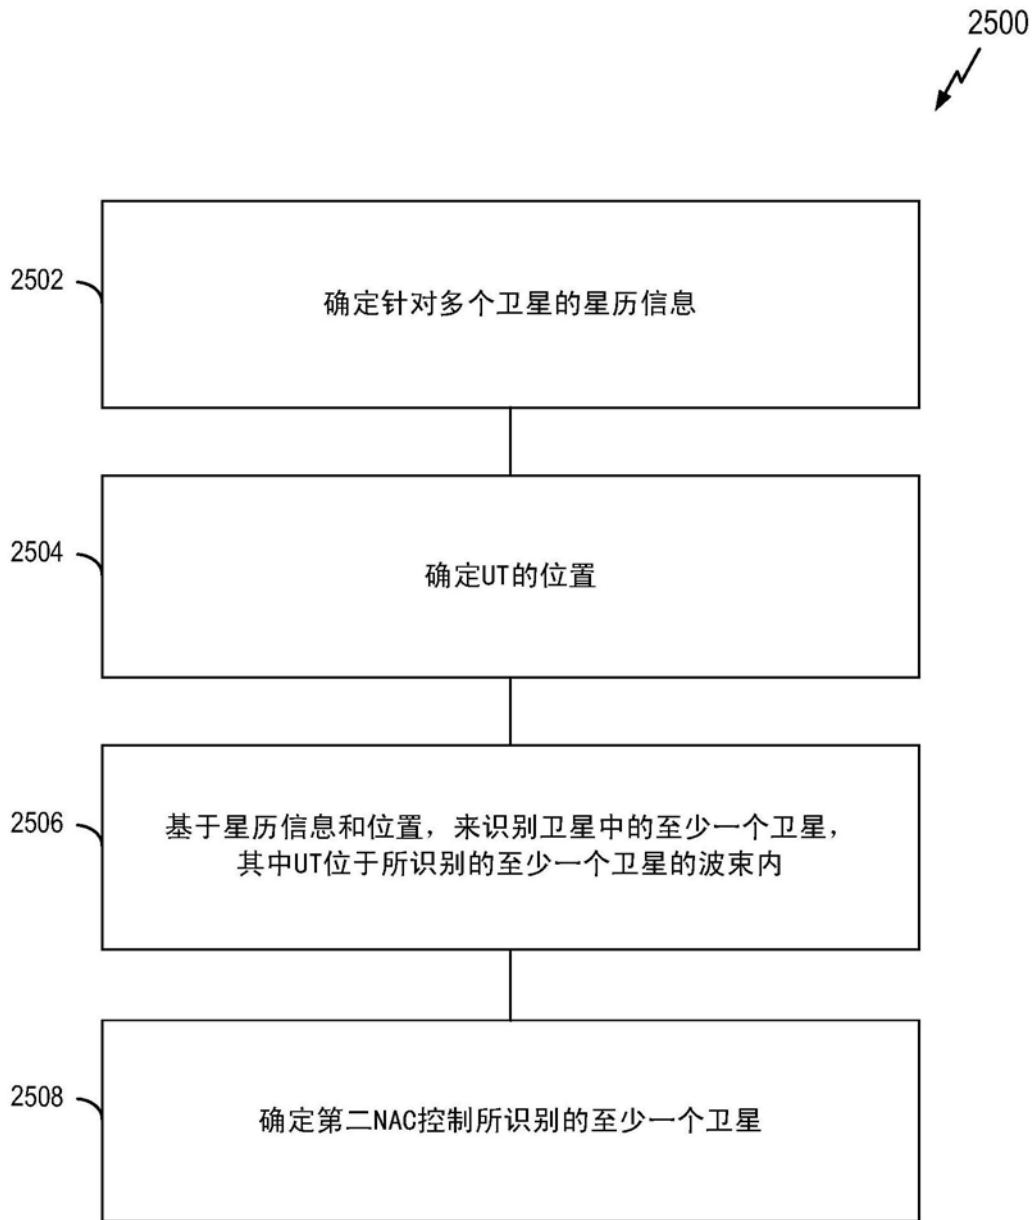 2500
2502
确定针对多个卫星的星历信息
2504
确定UT的位置
2506
基于星历信息和位置，来识别卫星中的至少一个卫星，
其中UT位于所识别的至少一个卫星的波束内
2508
确定第二NAC控制所识别的至少一个卫星